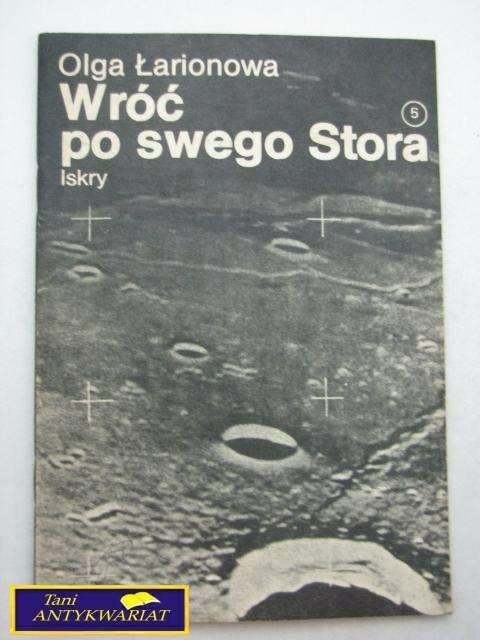 Olga Łarionowa
Wróć
5
po swego Stora
Iskry
Tani
ANTYKWARIAT